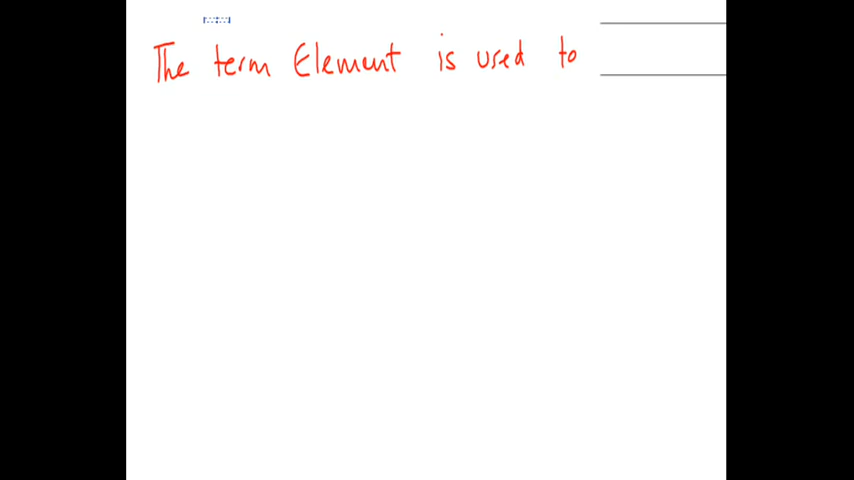 The term Element is used to